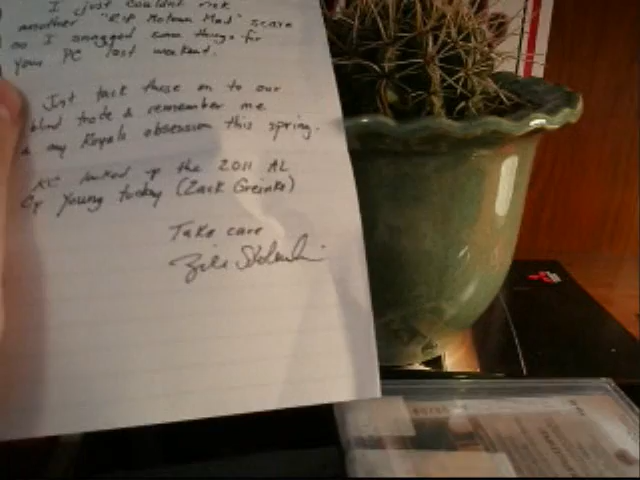 I just couldn't risk
another "RIP Motown Mad" scare
so I snagged some things for
your PC last weekend.
Just tack these on to our
blind trade & remember me
& my Royals obsession this spring.
KC locked up the 2011 AL
Cy Young today (Zack Greinke)
Take care